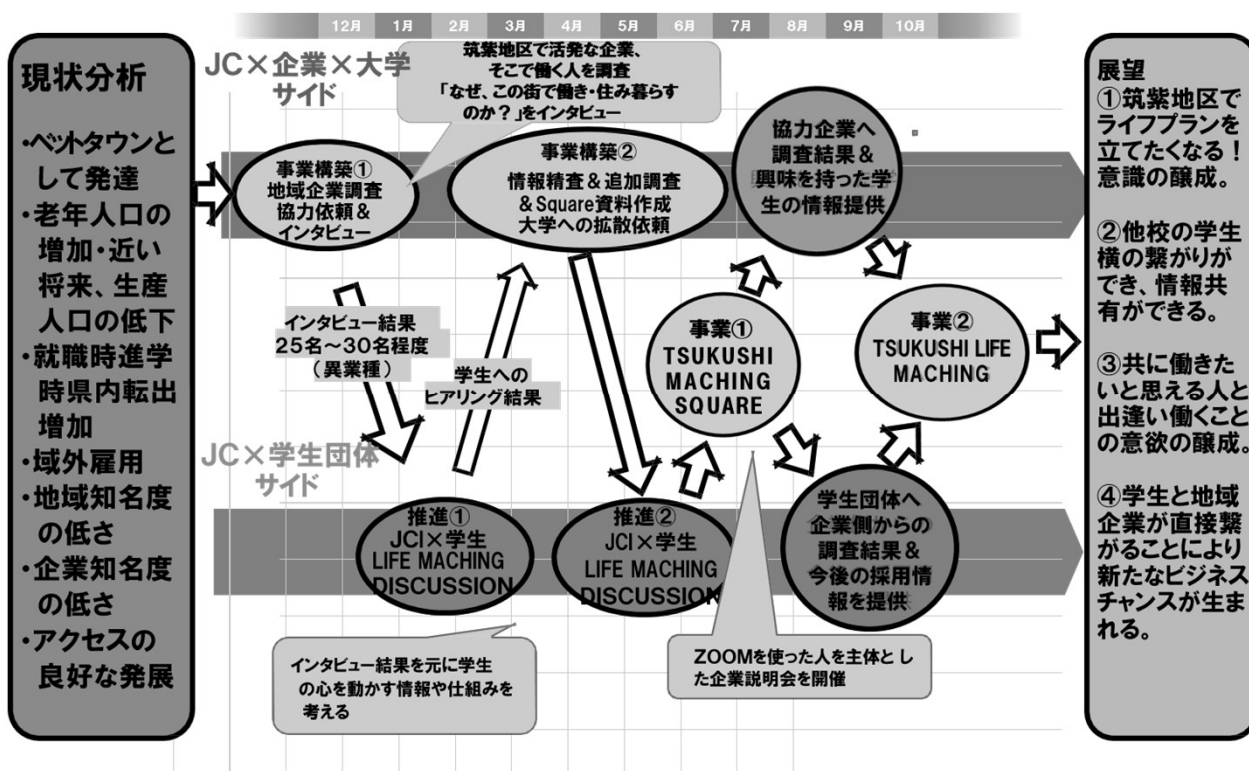 12月 1月 2月 3月 4月 5月 6月 7月 8月 9月 10月
現状分析
・ベットタウンと
して発達
・老年人口の
増加・近い
将来、生産
人口の低下
・就職時進学
時県内転出
増加
・域外雇用
・地域知名度
の低さ
・企業知名度
の低さ
・アクセスの
良好な発展
JC×企業×大学
サイド
筑紫地区で活発な企業、
そこで働く人を調査
「なぜ、この街で働き・住み暮らす
のか?」をインタビュー
事業構築①
地域企業調査
協力依頼&
インタビュー
事業構築②
情報精査&追加調査
&Square資料作成
大学への拡散依頼
協力企業へ
調査結果&
興味を持った学
生の情報提供
インタビュー結果
25名~30名程度
(異業種)
学生への
ヒアリング結果
事業①
TSUKUSHI
MACHING
SQUARE
事業②
TSUKUSHI LIFE
MACHING
JC×学生団体
サイド
推進①
JCI×学生
LIFE MACHING
DISCUSSION
推進②
JCI×学生
LIFE MACHING
DISCUSSION
学生団体へ
企業側からの
調査結果&
今後の採用情
報を提供
インタビュー結果を元に学生
の心を動かす情報や仕組みを
考える
ZOOMを使った人を主体とし
た企業説明会を開催
展望
①筑紫地区で
ライフプランを
立てたくなる!
意識の醸成。
②他校の学生
横の繋がりが
でき、情報共
有ができる。
③共に働きた
いと思える人と
出逢い働くこと
の意欲の醸成。
④学生と地域
企業が直接繋
がることにより
新たなビジネス
チャンスが生ま
れる。